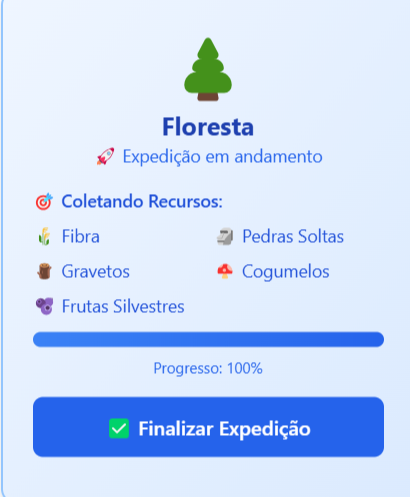 Floresta
Expedição em andamento
Coletando Recursos:
Fibra
Pedras Soltas
Gravetos
Cogumelos
Frutas Silvestres
Progresso: 100%
Finalizar Expedição